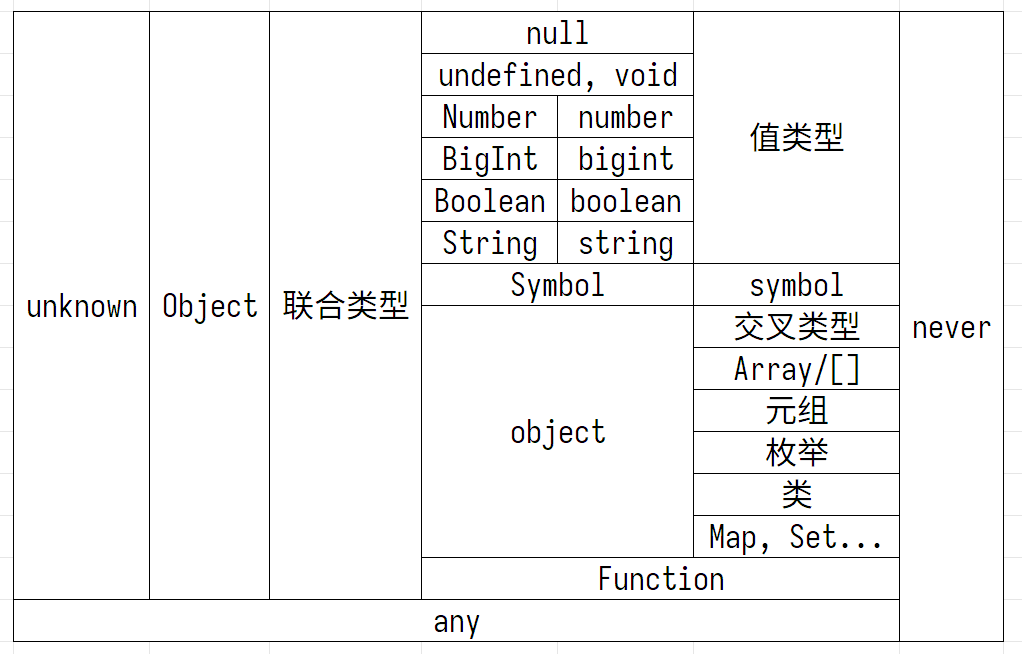 null
undefined, void
Number number
BigInt bigint
值类型
Boolean boolean
String string
Symbol symbol
unknown Object 联合类型
交叉类型
never
Array/[]
元组
object
枚举
类
Map, Set...
Function
any